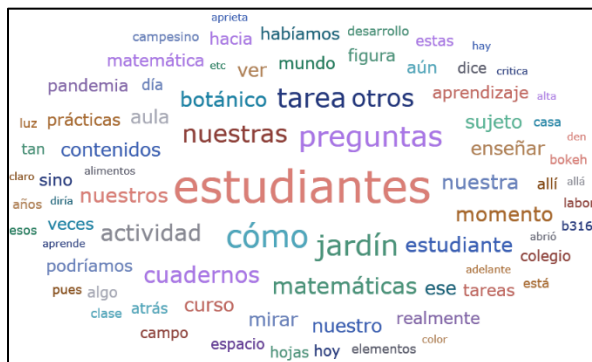 aprieta
campesino hacia habíamos desarrollo estas hay
matemática etc ver mundo figura aún dice critica
pandemia día botánico tarea otros aprendizaje alta
luz prácticas aula nuestras preguntas sujeto casa
tan contenidos enseñar den bokeh
claro sino alimentos nuestros estudiantes nuestra allí allá
años diría momento labor
esos veces actividad cómo jardín estudiante abrió b316
aprende colegio
podríamos cuadernos matemáticas ese adelante tareas está
pues algo
clase atrás curso mirar nuestro realmente
campo espacio hojas hoy elementos color